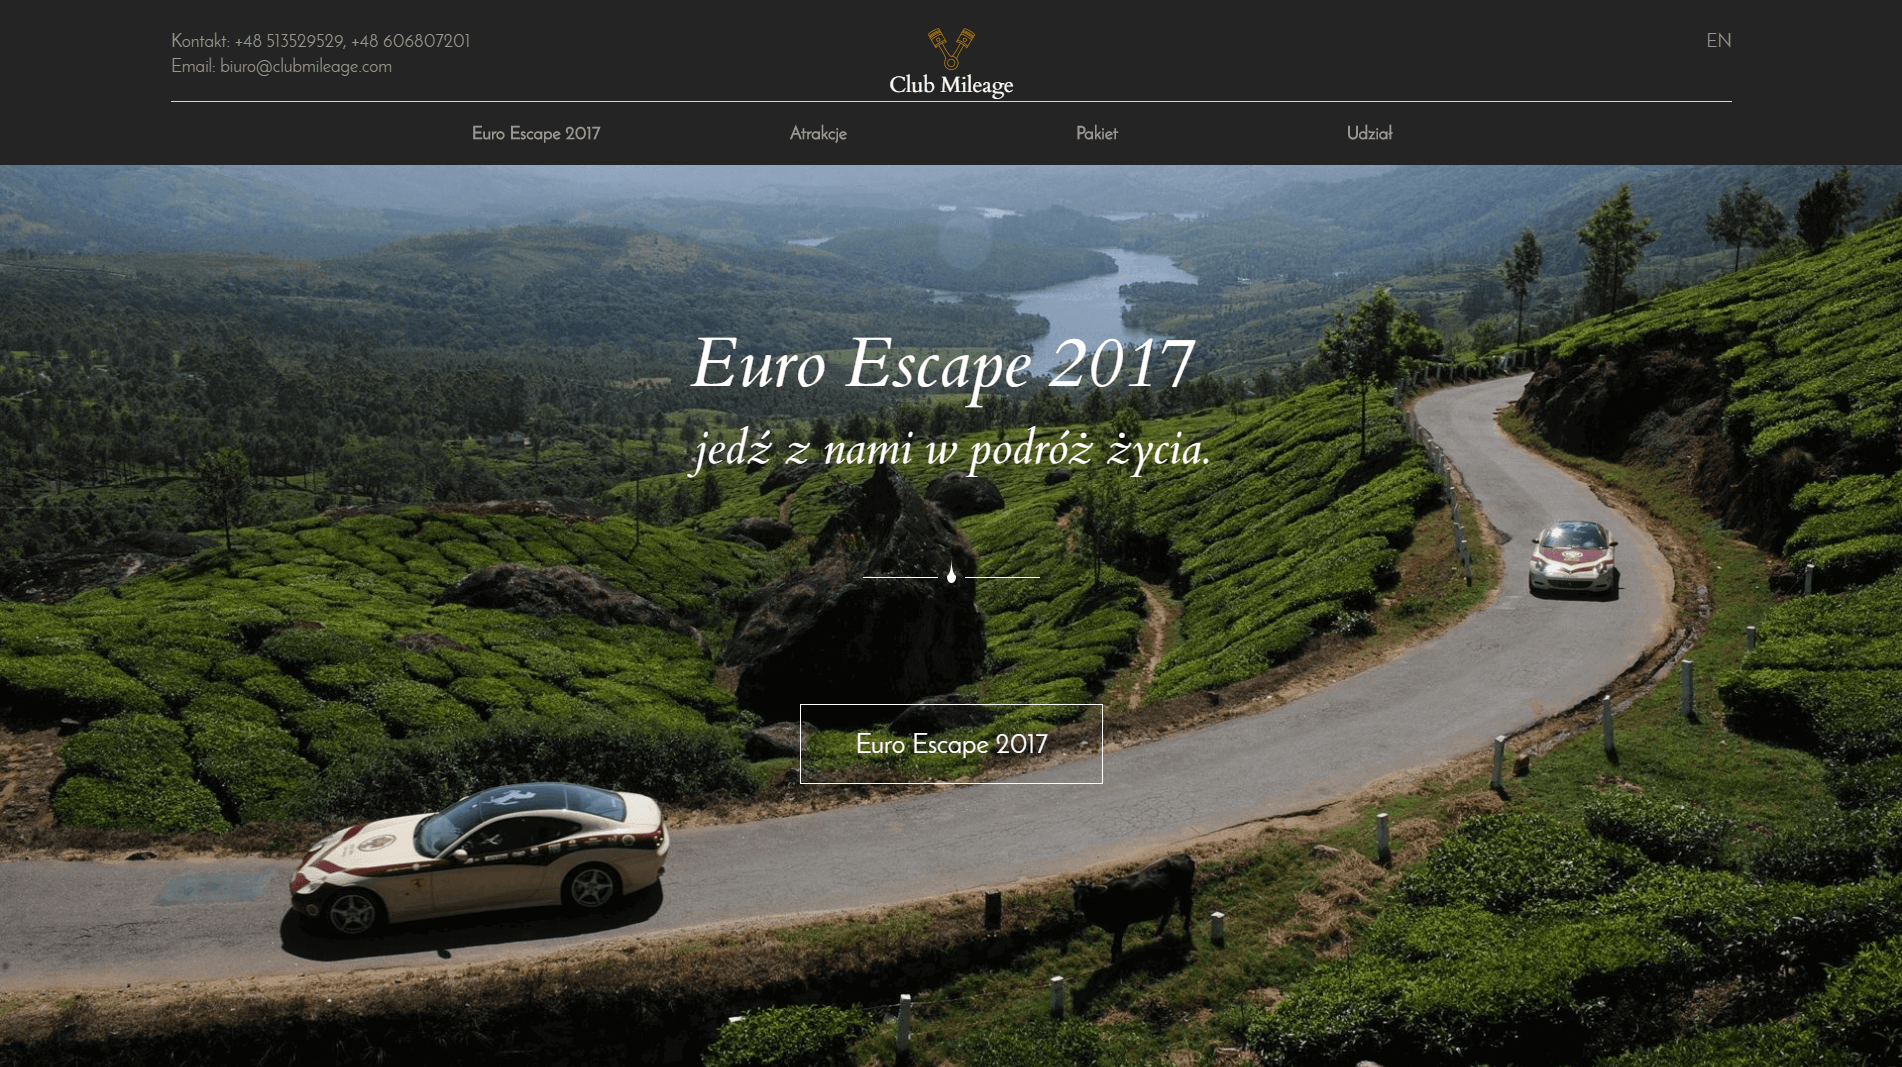 Kontakt: +48 513529529, +48 606807201
Email: biuro@clubmileage.com
Club Mileage
EN
Euro Escape 2017
Atrakcje
Pakiet
Udział
Euro Escape 2017
jedź z nami w podróż życia.
Euro Escape 2017